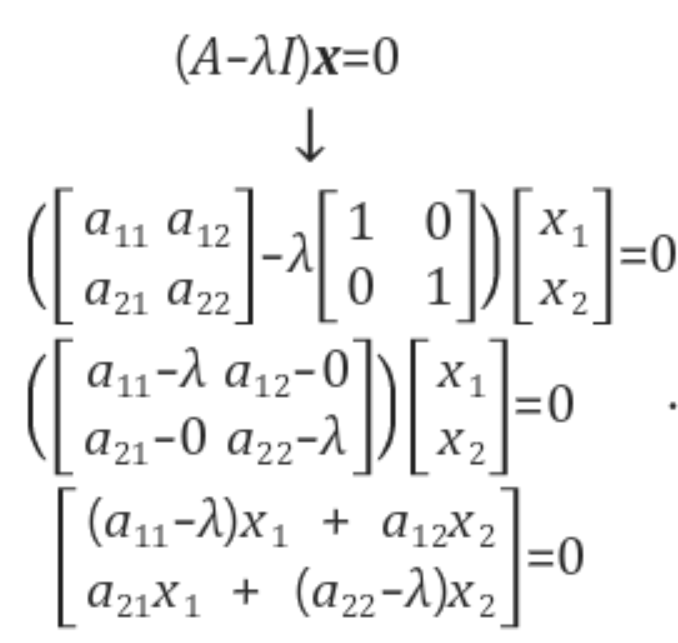 (A–λI)x=0
↓
([a₁₁ a₁₂
a₂₁ a₂₂]–λ[1 0
0 1])[x₁
x₂]=0
([a₁₁–λ a₁₂–0
a₂₁–0 a₂₂–λ])[x₁
x₂]=0 .
[(a₁₁–λ)x₁ + a₁₂x₂
a₂₁x₁ + (a₂₂–λ)x₂]=0